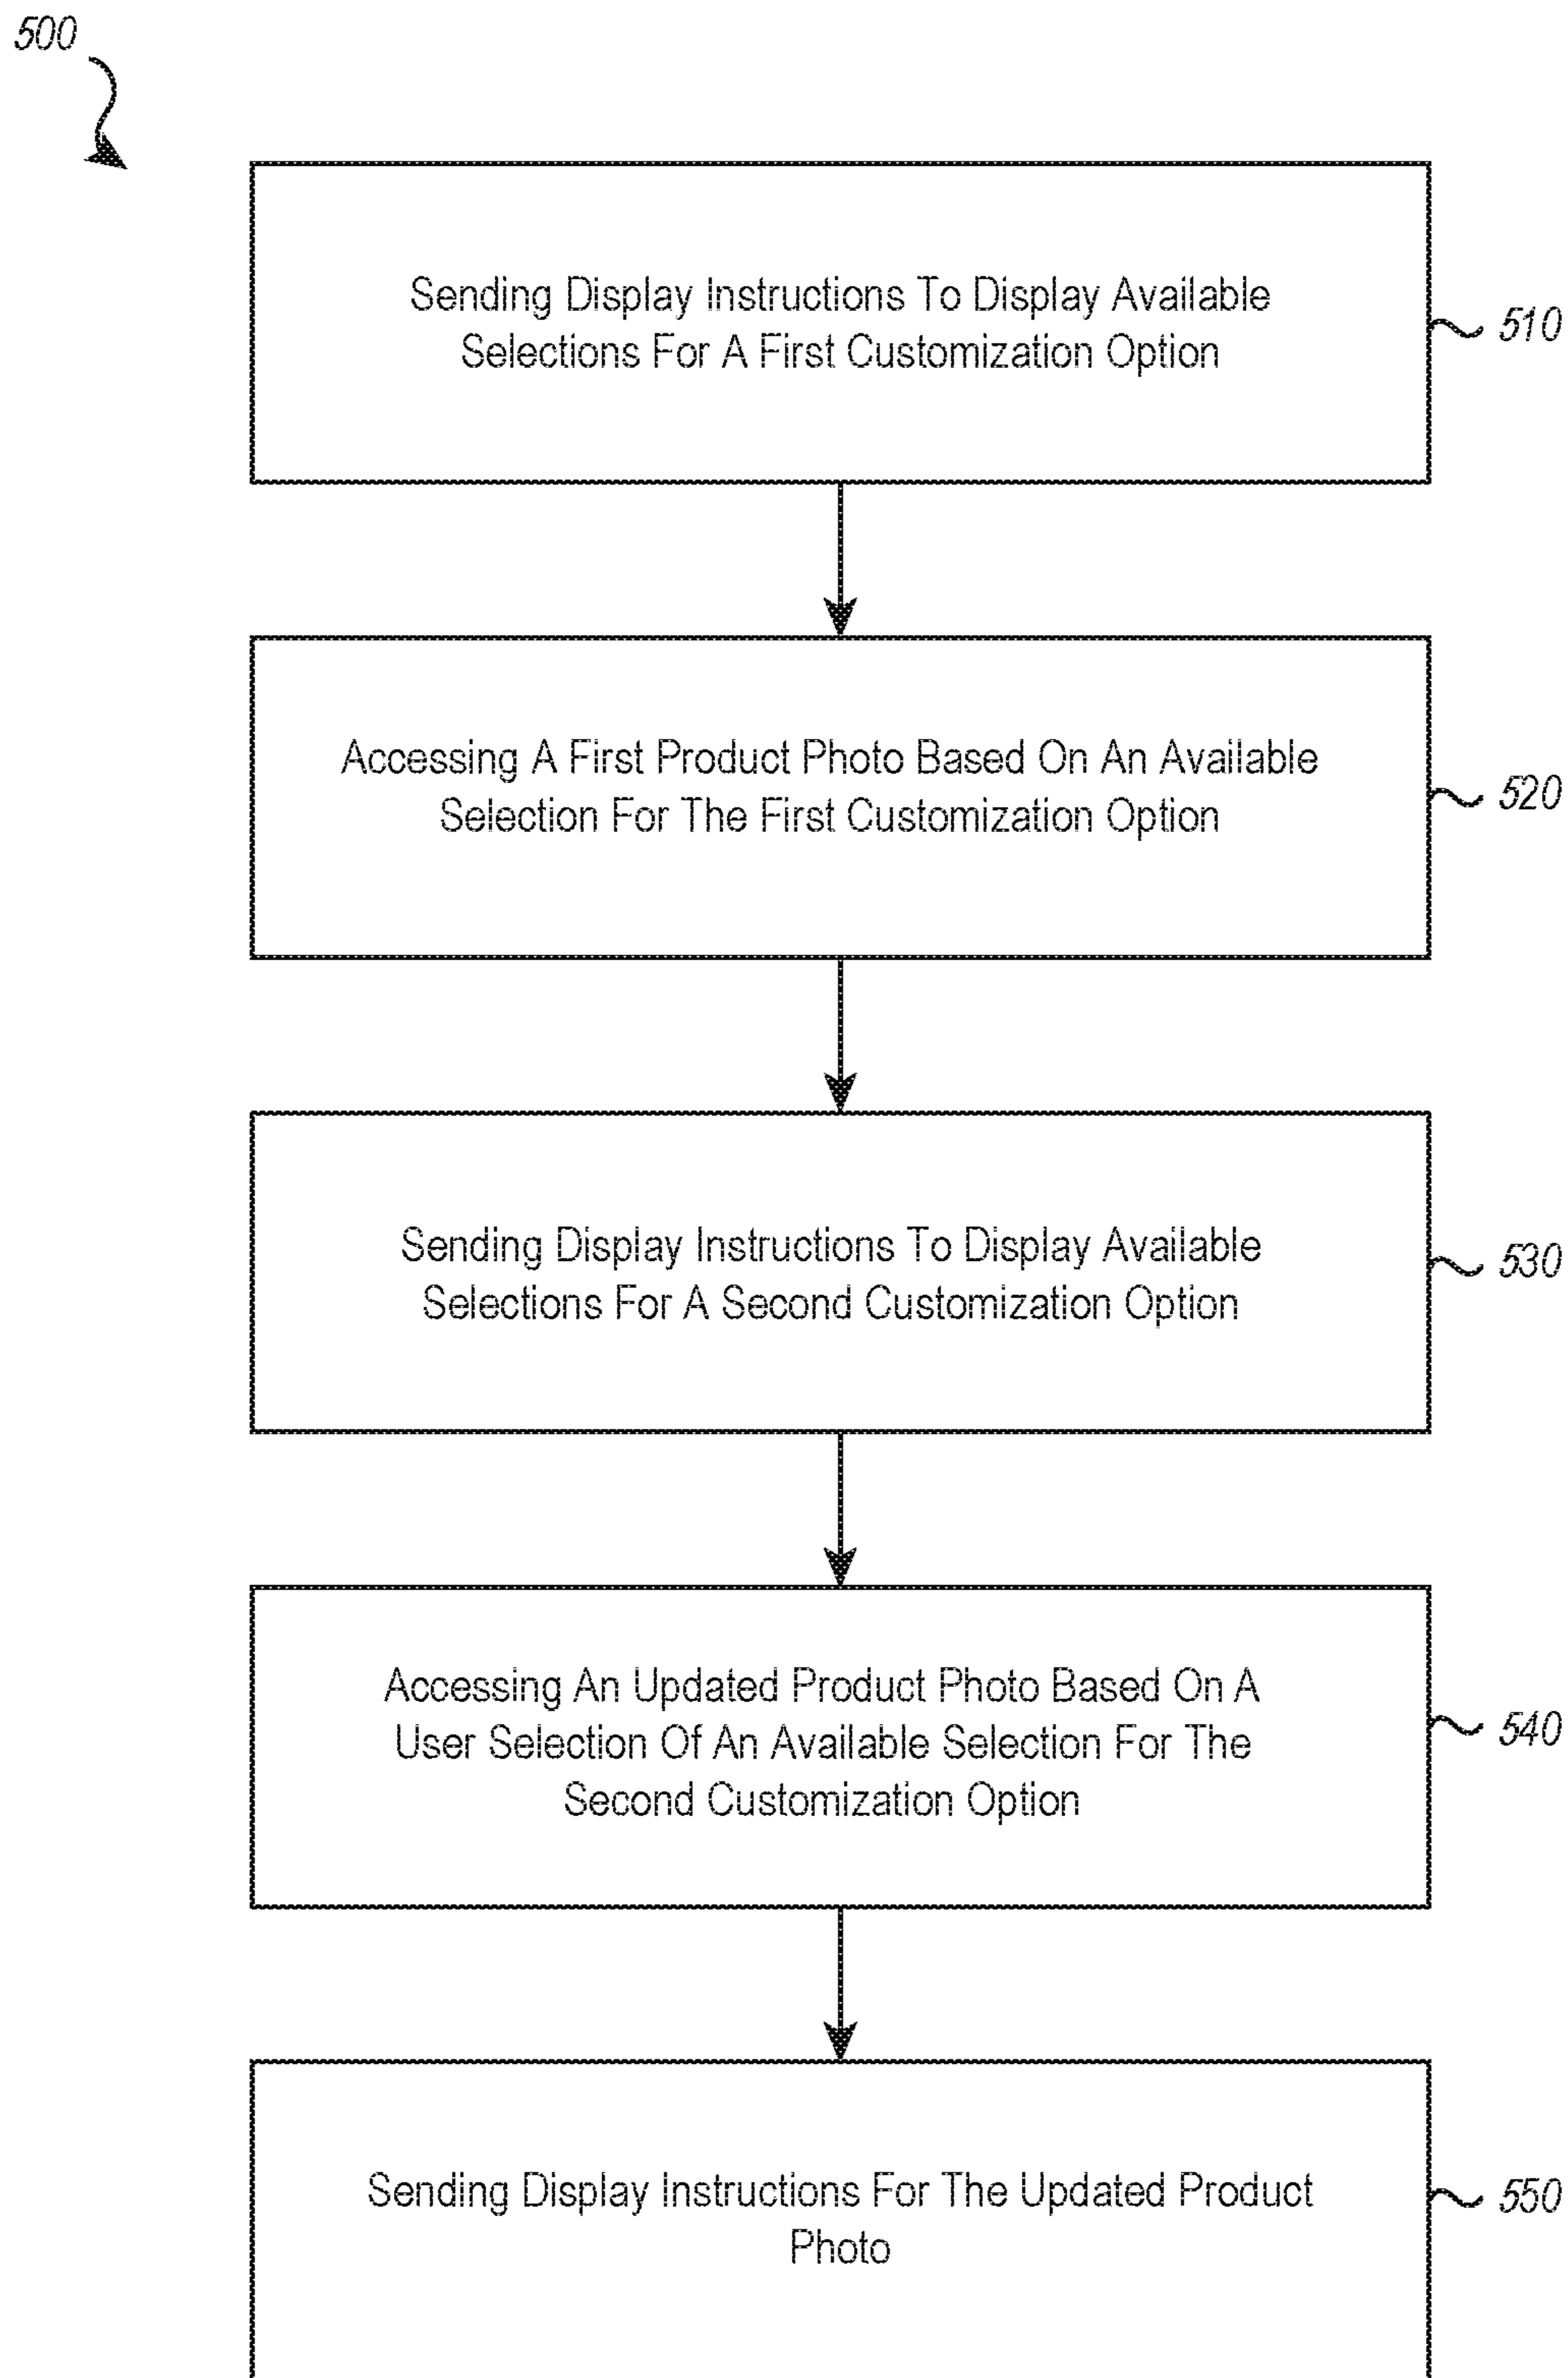 500
Sending Display Instructions To Display Available
Selections For A First Customization Option
510
Accessing A First Product Photo Based On An Available
Selection For The First Customization Option
520
Sending Display Instructions To Display Available
Selections For A Second Customization Option
530
Accessing An Updated Product Photo Based On A
User Selection Of An Available Selection For The
Second Customization Option
540
Sending Display Instructions For The Updated Product
Photo
550